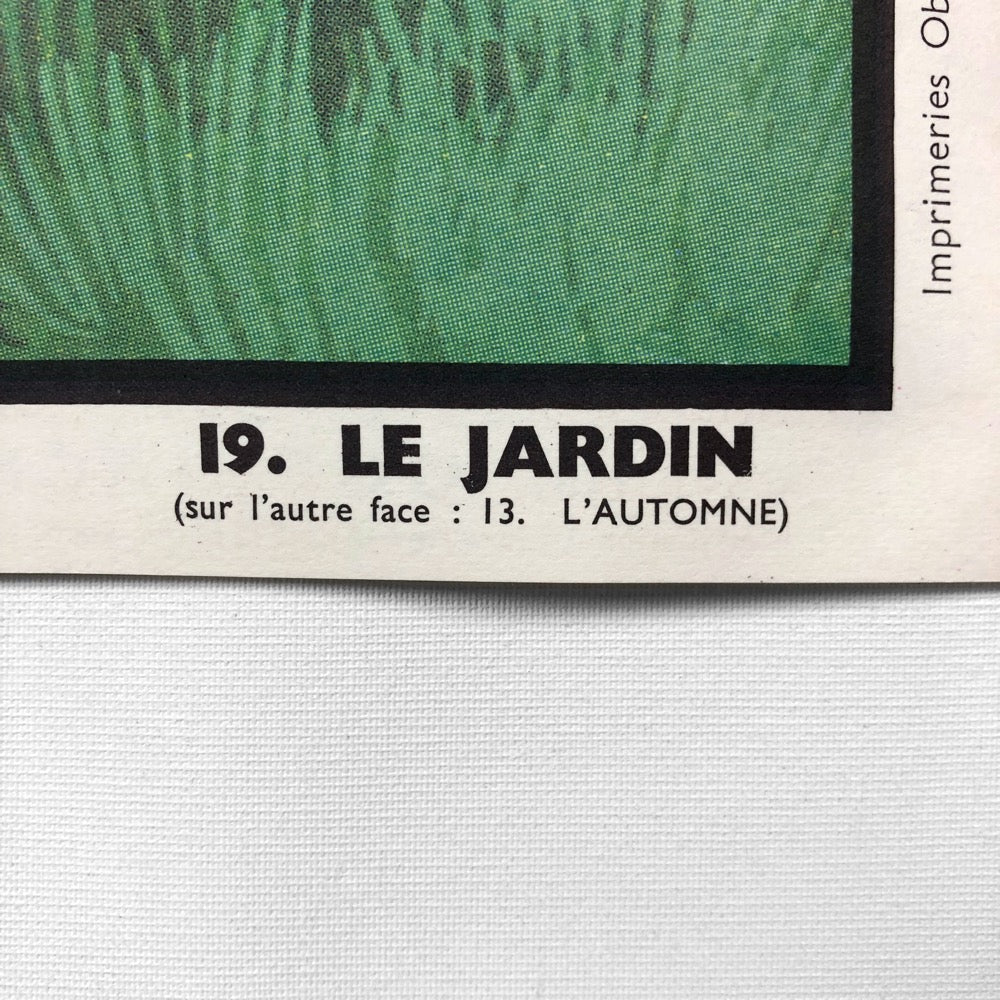 19. LE JARDIN
(sur l'autre face : 13. L'AUTOMNE)
Imprimeries